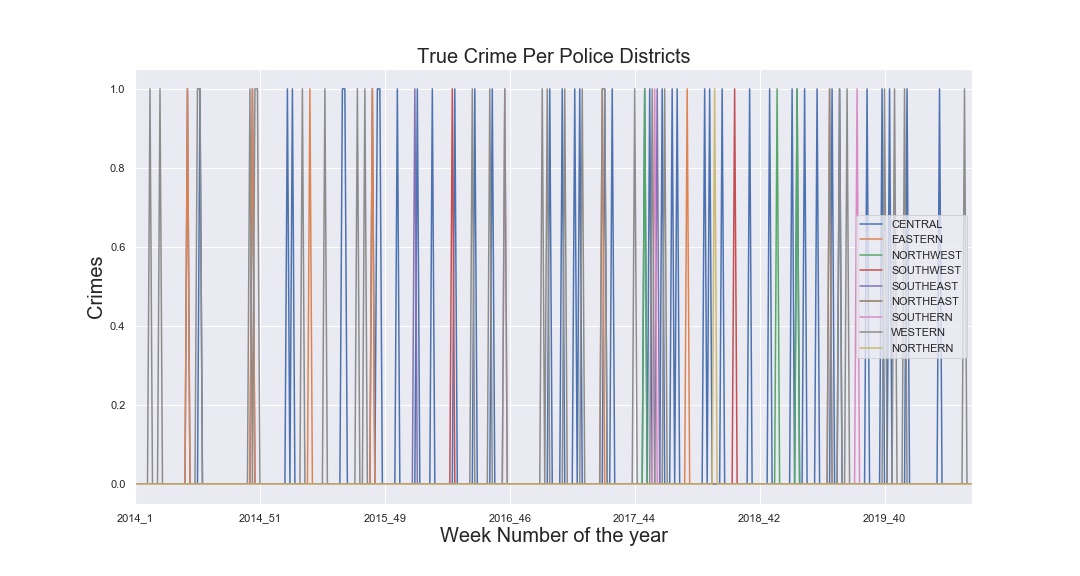 True Crime Per Police Districts
Crimes
1.0
0.8
0.6
0.4
0.2
0.0
CENTRAL
EASTERN
NORTHWEST
SOUTHWEST
SOUTHEAST
NORTHEAST
SOUTHERN
WESTERN
NORTHERN
2014_1 2014_51 2015_49 2016_46 2017_44 2018_42 2019_40
Week Number of the year